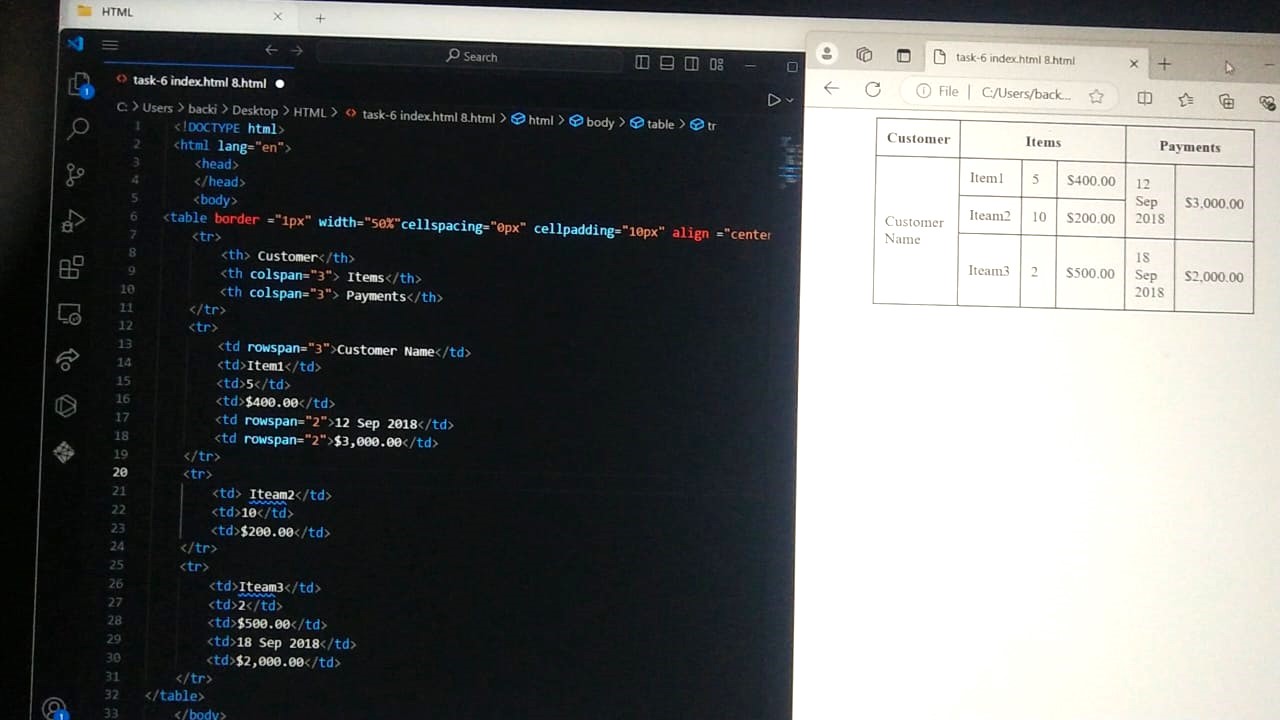 HTML
Search
task-6 index.html 8.html
C: > Users > backi > Desktop > HTML > <> task-6 index.html 8.html > html > body > table > tr
1 <!DOCTYPE html>
2 <html lang="en">
3 <head>
4 </head>
5 <body>
6 <table border ="1px" width="50%"cellspacing="0px" cellpadding="10px" align ="center
7 <tr>
8 <th> Customer</th>
9 <th colspan="3"> Items</th>
10 <th colspan="3"> Payments</th>
11 </tr>
12 <tr>
13 <td rowspan="3">Customer Name</td>
14 <td>Item1</td>
15 <td>5</td>
16 <td>$400.00</td>
17 <td rowspan="2">12 Sep 2018</td>
18 <td rowspan="2">$3,000.00</td>
19 </tr>
20 <tr>
21 <td> Iteam2</td>
22 <td>10</td>
23 <td>$200.00</td>
24 </tr>
25 <tr>
26 <td>Iteam3</td>
27 <td>2</td>
28 <td>$500.00</td>
29 <td>18 Sep 2018</td>
30 <td>$2,000.00</td>
31 </tr>
32 </table>
33 </body>
1
1
task-6 index.html 8.html
File | C:/Users/back...
Customer Items Payments
Customer
Name
Item1 5 $400.00
12
Sep
2018
$3,000.00
Iteam2 10 $200.00
Iteam3 2 $500.00
18
Sep
2018
$2,000.00